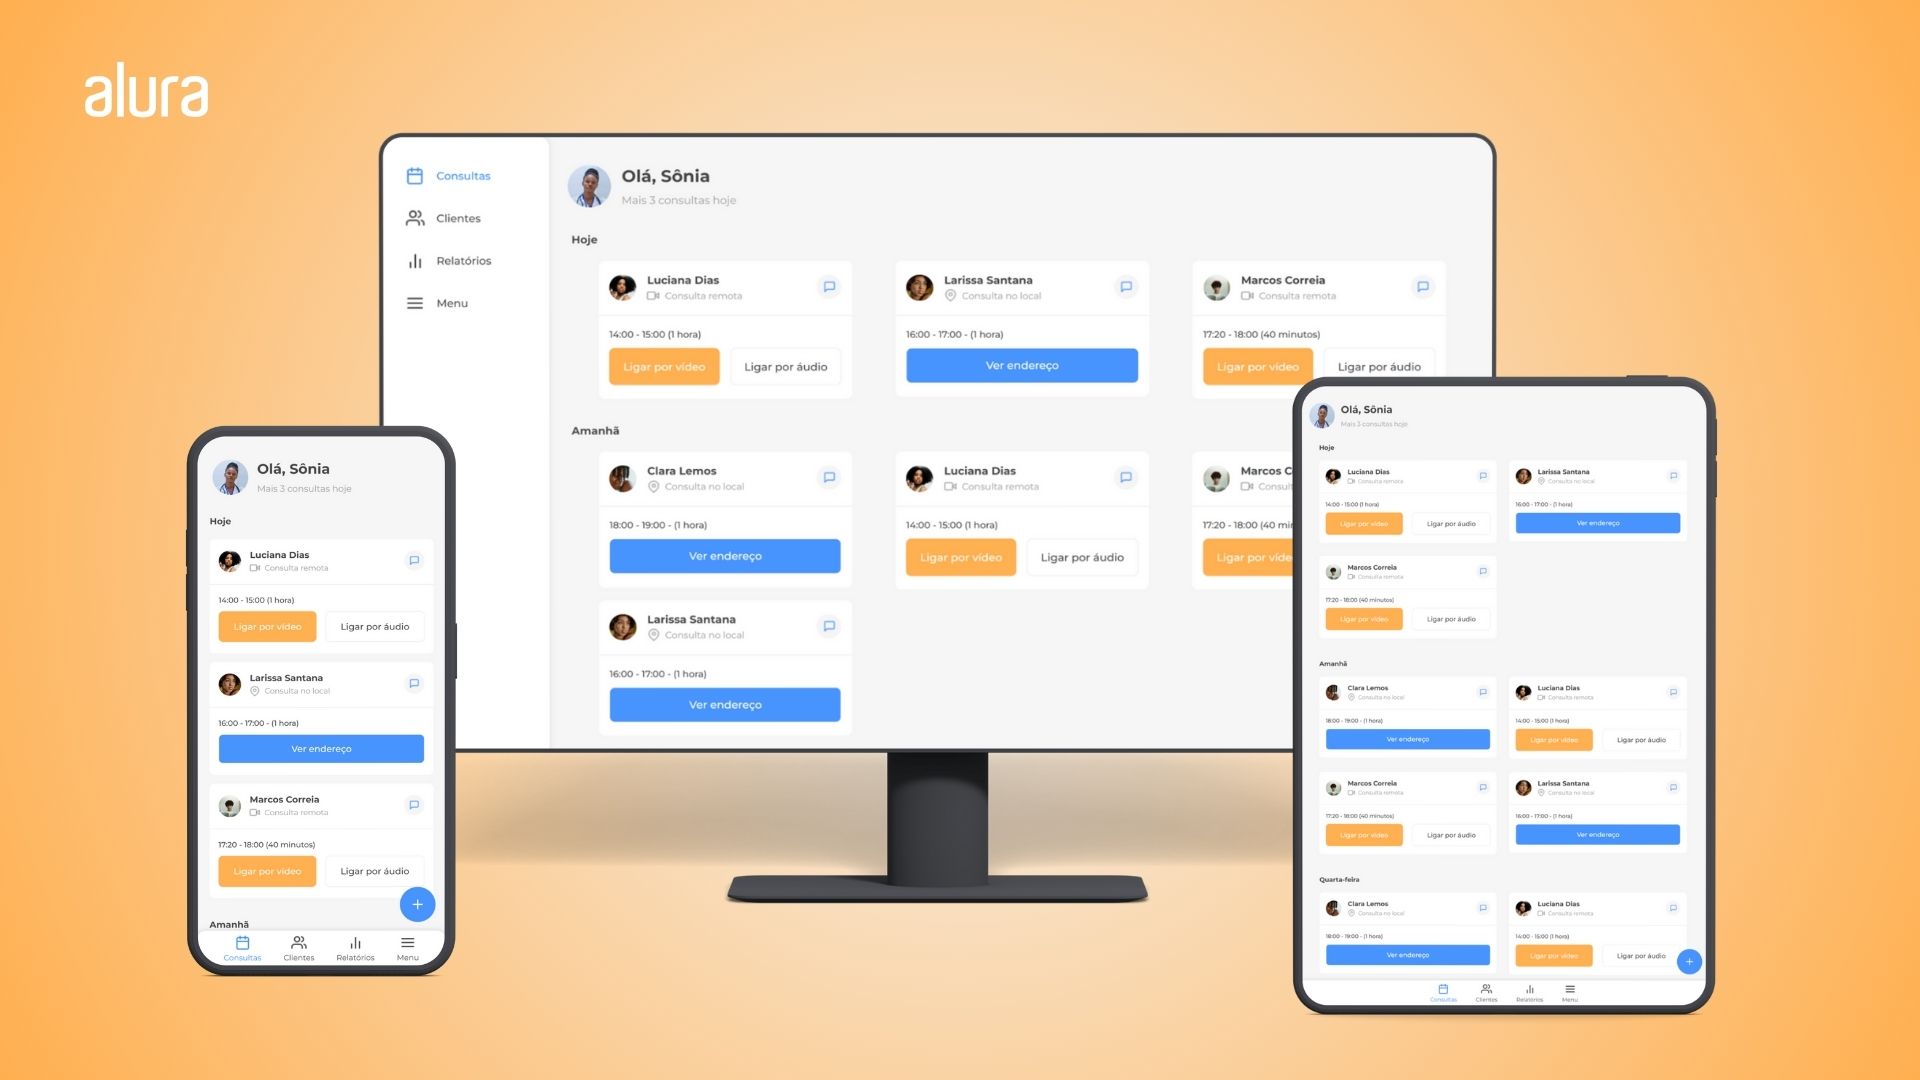 alura
Consultas
Clientes
Relatórios
Menu
Olá, Sônia
Mais 3 consultas hoje
Hoje
Luciana Dias
Consulta remota
14:00 - 15:00 (1 hora)
Ligar por vídeo
Ligar por áudio
Larissa Santana
Consulta no local
16:00 - 17:00 - (1 hora)
Ver endereço
Marcos Correia
Consulta remota
17:20 - 18:00 (40 minutos)
Ligar por vídeo
Ligar por áudio
Amanhã
Clara Lemos
Consulta no local
18:00 - 19:00 - (1 hora)
Ver endereço
Luciana Dias
Consulta remota
14:00 - 15:00 (1 hora)
Ligar por vídeo
Ligar por áudio
Marcos C
Consul
17:20 - 18:00 (40 mi
Ligar por víde
Larissa Santana
Consulta no local
16:00 - 17:00 - (1 hora)
Ver endereço
Olá, Sônia
Mais 3 consultas hoje
Hoje
Luciana Dias
Consulta remota
14:00 - 15:00 (1 hora)
Ligar por vídeo
Ligar por áudio
Larissa Santana
Consulta no local
16:00 - 17:00 - (1 hora)
Ver endereço
Marcos Correia
Consulta remota
17:20 - 18:00 (40 minutos)
Ligar por vídeo
Ligar por áudio
Amanhã
Consultas
Clientes
Relatórios
Menu
Olá, Sônia
Mais 3 consultas hoje
Hoje
Luciana Dias
Consulta remota
14:00 - 15:00 (1 hora)
Ligar por vídeo
Ligar por áudio
Larissa Santana
Consulta no local
16:00 - 17:00 - (1 hora)
Ver endereço
Marcos Correia
Consulta remota
17:20 - 18:00 (40 minutos)
Ligar por vídeo
Ligar por áudio
Amanhã
Clara Lemos
Consulta no local
18:00 - 19:00 - (1 hora)
Ver endereço
Luciana Dias
Consulta remota
14:00 - 15:00 (1 hora)
Ligar por vídeo
Ligar por áudio
Marcos Correia
Consulta remota
17:20 - 18:00 (40 minutos)
Ligar por vídeo
Ligar por áudio
Larissa Santana
Consulta no local
16:00 - 17:00 - (1 hora)
Ver endereço
Quarta-feira
Clara Lemos
Consulta no local
18:00 - 19:00 - (1 hora)
Ver endereço
Luciana Dias
Consulta remota
14:00 - 15:00 (1 hora)
Ligar por vídeo
Ligar por áudio
Consultas
Clientes
Relatórios
Menu